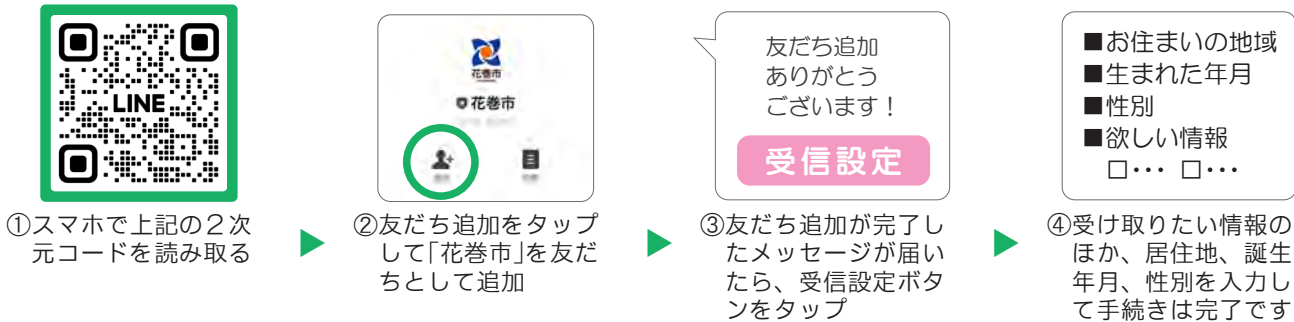 LINE
①スマホで上記の２次
元コードを読み取る
花巻市
花巻市
②友だち追加をタップ
して「花巻市」を友だ
ちとして追加
友だち追加
ありがとう
ございます！
受信設定
③友だち追加が完了し
たメッセージが届い
たら、受信設定ボタ
ンをタップ
■お住まいの地域
■生まれた年月
■性別
■欲しい情報
□･･･ □･･･
④受け取りたい情報の
ほか、居住地、誕生
年月、性別を入力し
て手続きは完了です